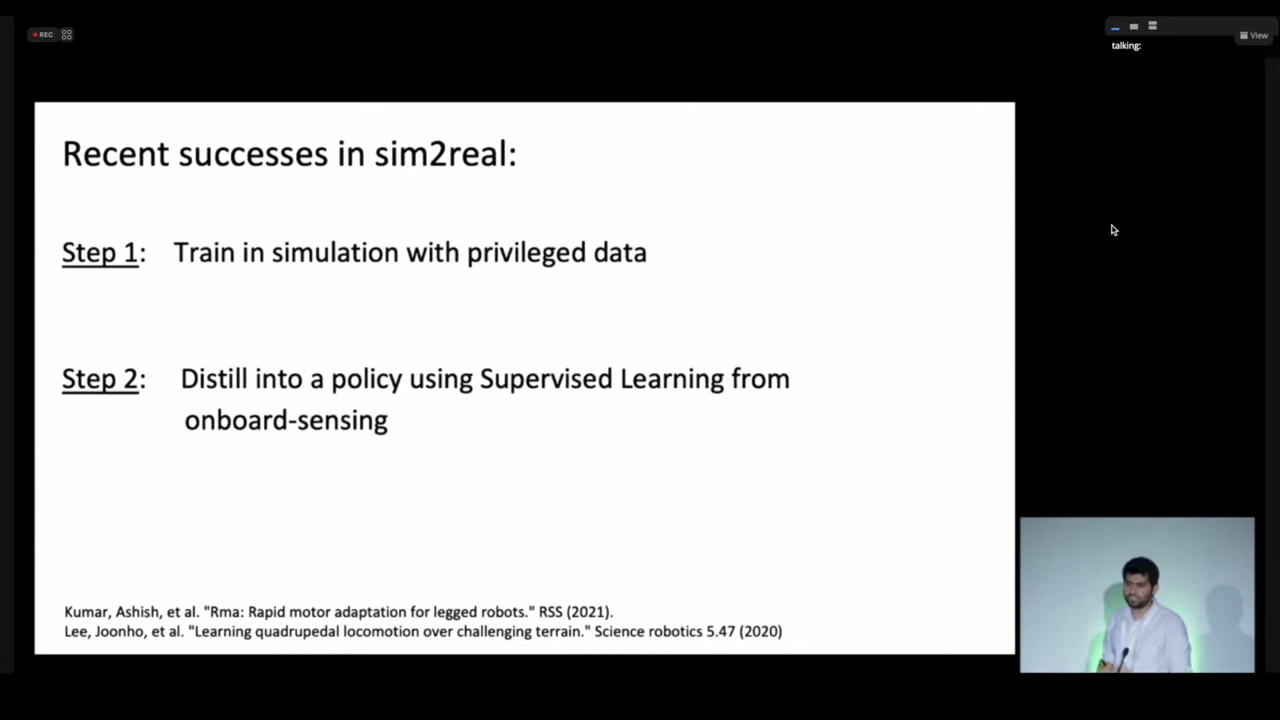 REC
View
talking:
Recent successes in sim2real:
Step 1: Train in simulation with privileged data
Step 2: Distill into a policy using Supervised Learning from
onboard-sensing
Kumar, Ashish, et al. "Rma: Rapid motor adaptation for legged robots." RSS (2021).
Lee, Joonho, et al. "Learning quadrupedal locomotion over challenging terrain." Science robotics 5.47 (2020)